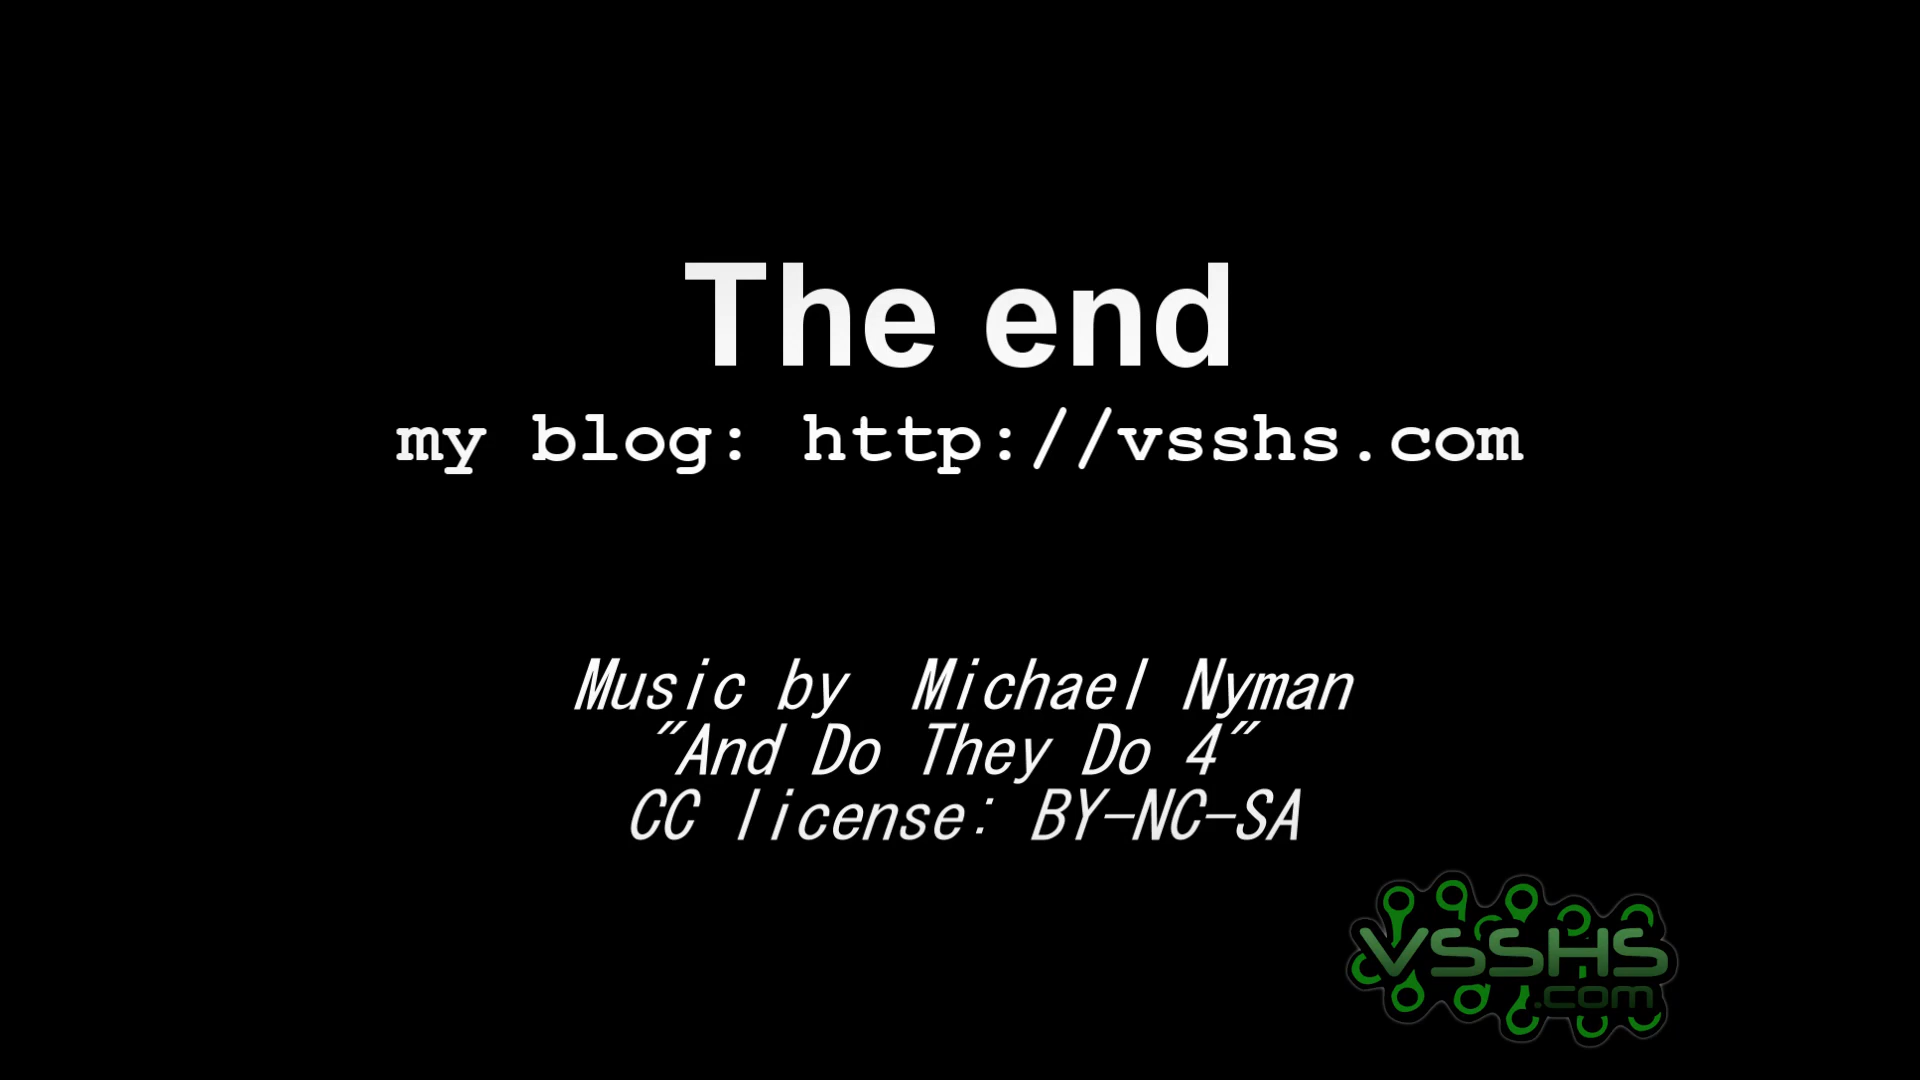 The end
my blog: http://vsshs.com
Music by  Michael Nyman
"And Do They Do 4"
CC license: BY-NC-SA
VSSHS
.com